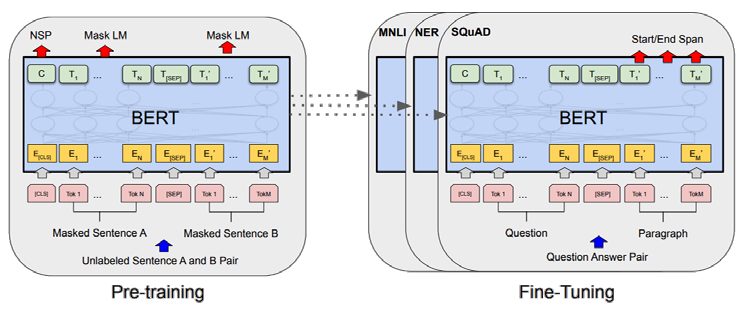 NSP Mask LM Mask LM
C T1 ... TN T[SEP] T1' ... TM'
BERT
E[CLS] E1 ... EN E[SEP] E1' ... EM'
[CLS] Tok 1 ... Tok N [SEP] Tok 1 ... TokM
Masked Sentence A Masked Sentence B
Unlabeled Sentence A and B Pair
Pre-training
MNLI NER SQuAD
Start/End Span
C T1 ... TN T[SEP] T1' ... TM'
BERT
E[CLS] E1 ... EN E[SEP] E1' ... EM'
[CLS] Tok 1 ... Tok N [SEP] Tok 1 ... TokM
Question Paragraph
Question Answer Pair
Fine-Tuning